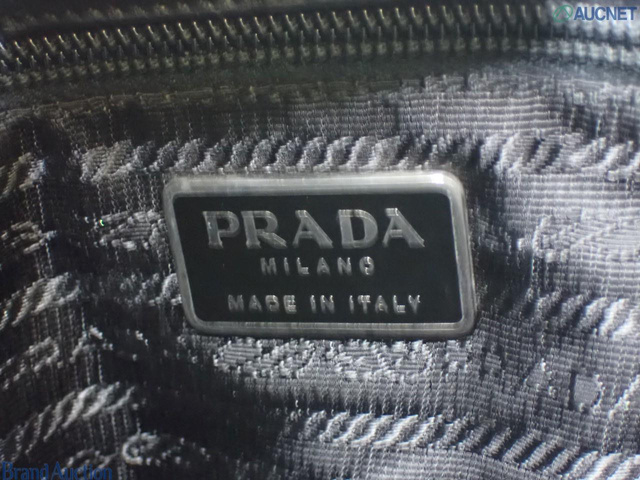 AUCNET
PRADA
MILANO
MADE IN ITALY
Brand Auction